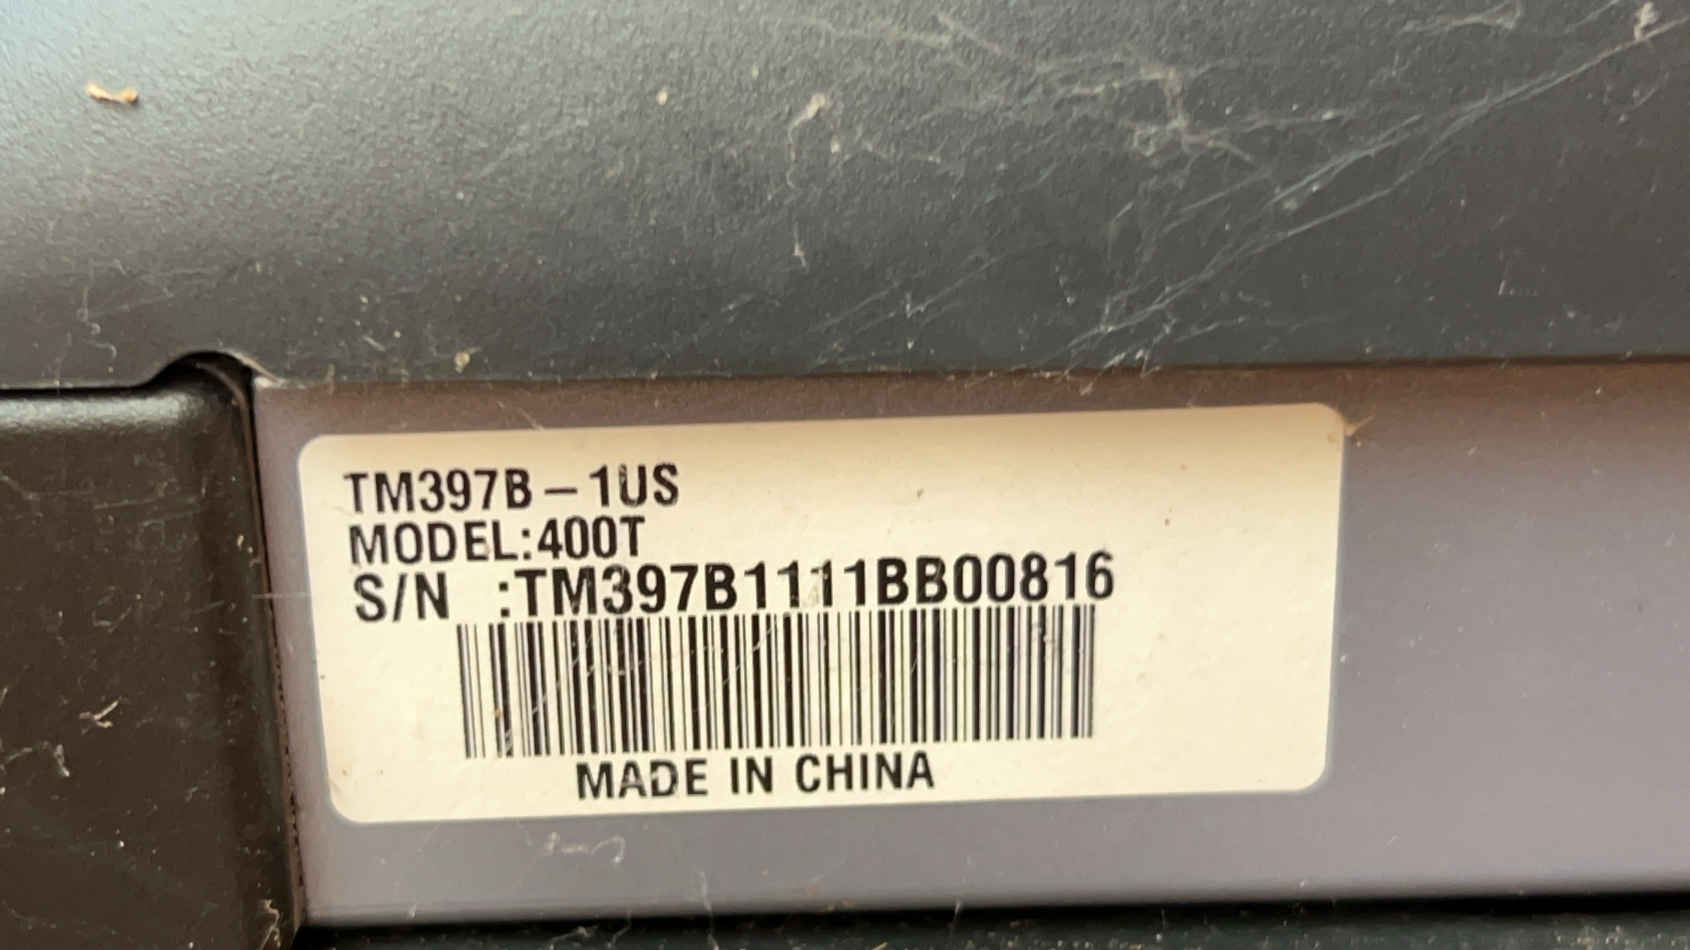 TM397B-1US
MODEL:400T
S/N :TM397B1111BB00816
MADE IN CHINA